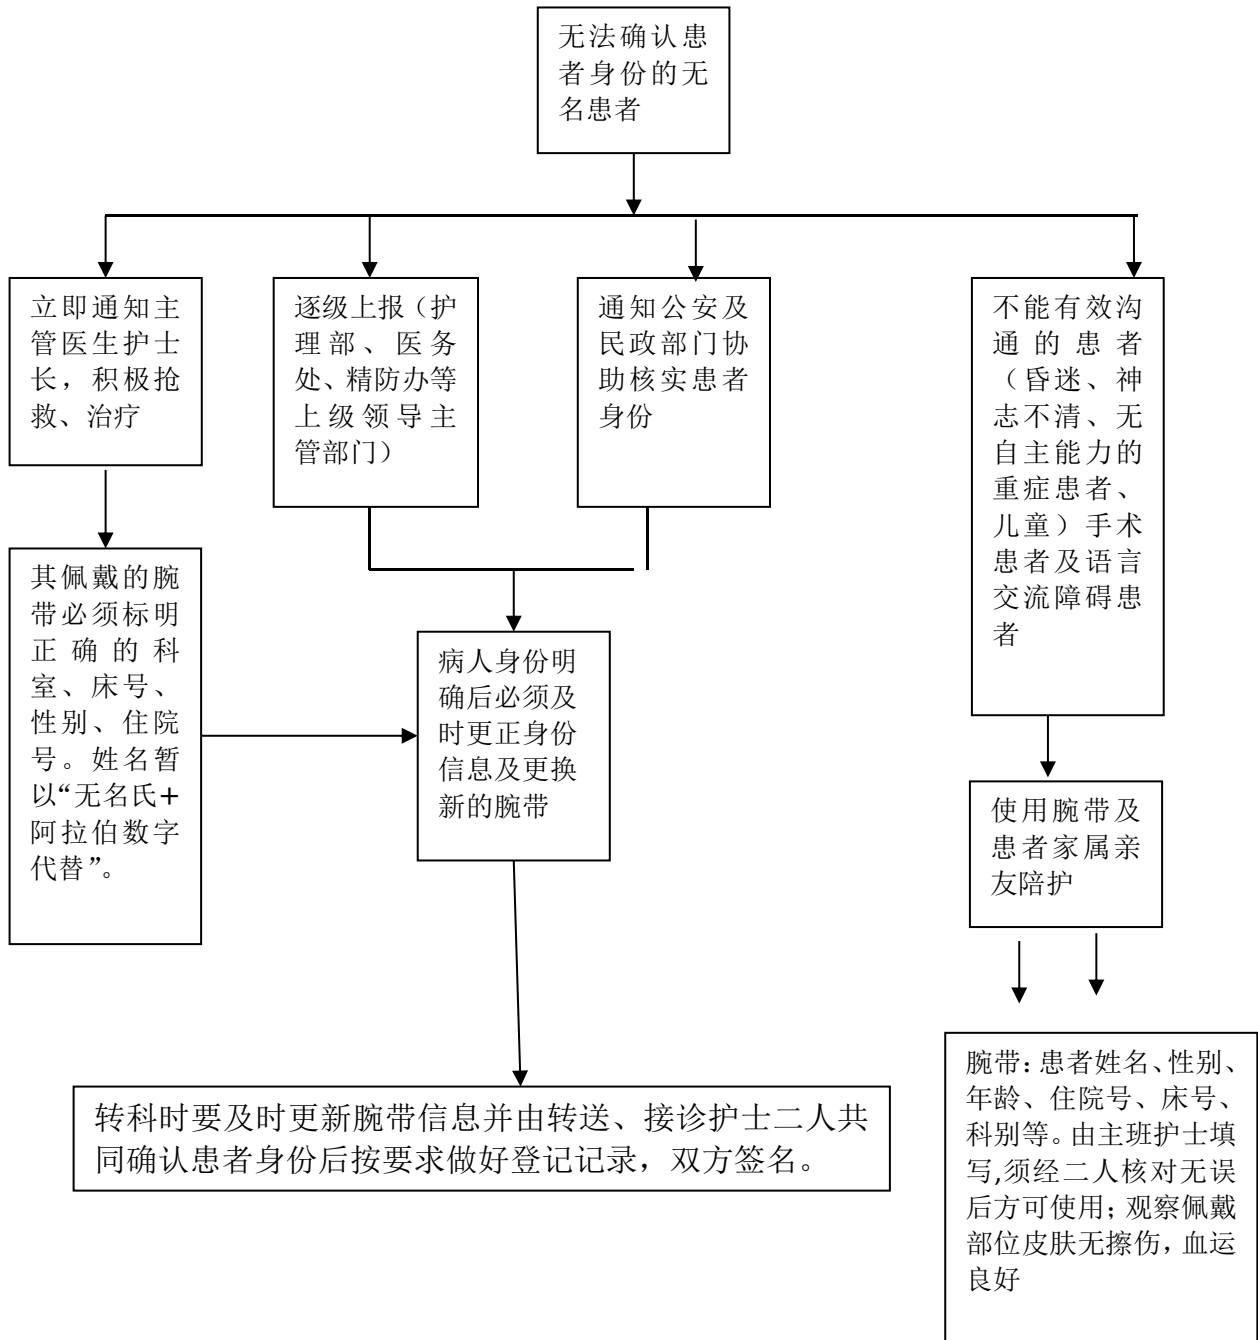 无法确认患
者身份的无
名患者
立即通知主
管医生护士
长，积极抢
救、治疗
逐级上报（护
理部、医务
处、精防办等
上级领导主
管部门）
通知公安及
民政部门协
助核实患者
身份
不能有效沟
通的患者
（昏迷、神
志不清、无
自主能力的
重症患者、
儿童）手术
患者及语言
交流障碍患
者
其佩戴的腕
带必须标明
正确的科
室、床号、
性别、住院
号。姓名暂
以“无名氏+
阿拉伯数字
代替”。
病人身份明
确后必须及
时更正身份
信息及更换
新的腕带
使用腕带及
患者家属亲
友陪护
转科时要及时更新腕带信息并由转送、接诊护士二人共
同确认患者身份后按要求做好登记记录，双方签名。
腕带：患者姓名、性别、
年龄、住院号、床号、
科别等。由主班护士填
写,须经二人核对无误
后方可使用；观察佩戴
部位皮肤无擦伤，血运
良好